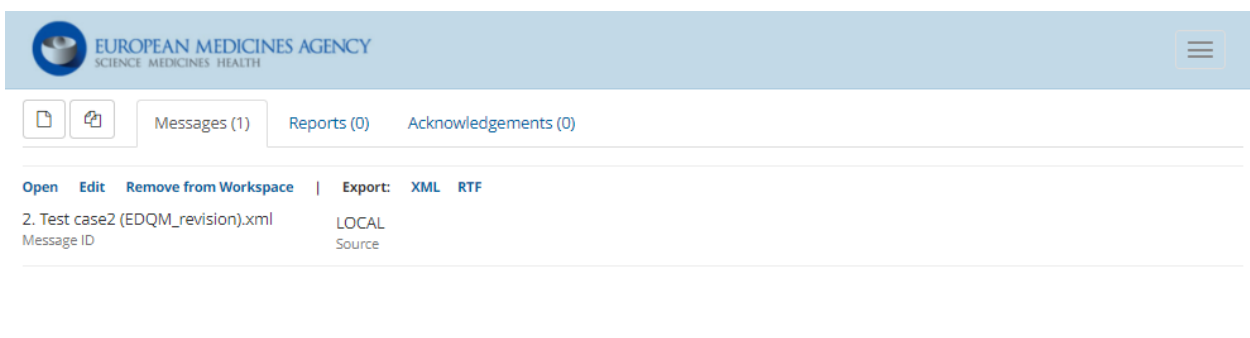 EUROPEAN MEDICINES AGENCY
SCIENCE MEDICINES HEALTH
Messages (1) Reports (0) Acknowledgements (0)
Open Edit Remove from Workspace | Export: XML RTF
2. Test case2 (EDQM_revision).xml LOCAL
Message ID Source